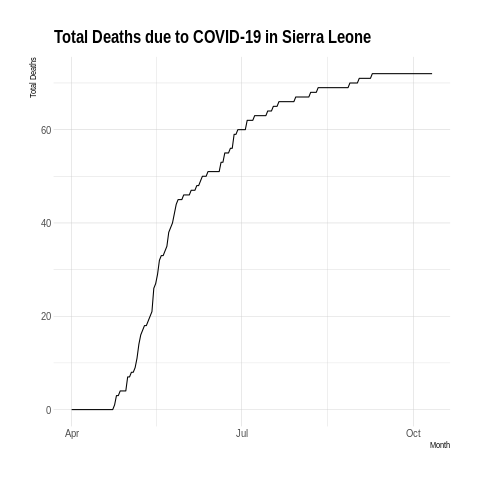 Total Deaths due to COVID-19 in Sierra Leone
Total Deaths
60
40
20
0
Apr
Jul
Oct
Month